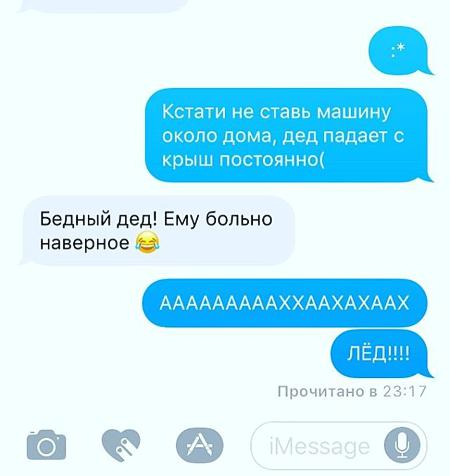 :*
Кстати не ставь машину
около дома, дед падает с
крыш постоянно(
Бедный дед! Ему больно
наверное 😂
ААААААААААХХААХАХААХ
ЛЁД!!!!
Прочитано в 23:17
iMessage